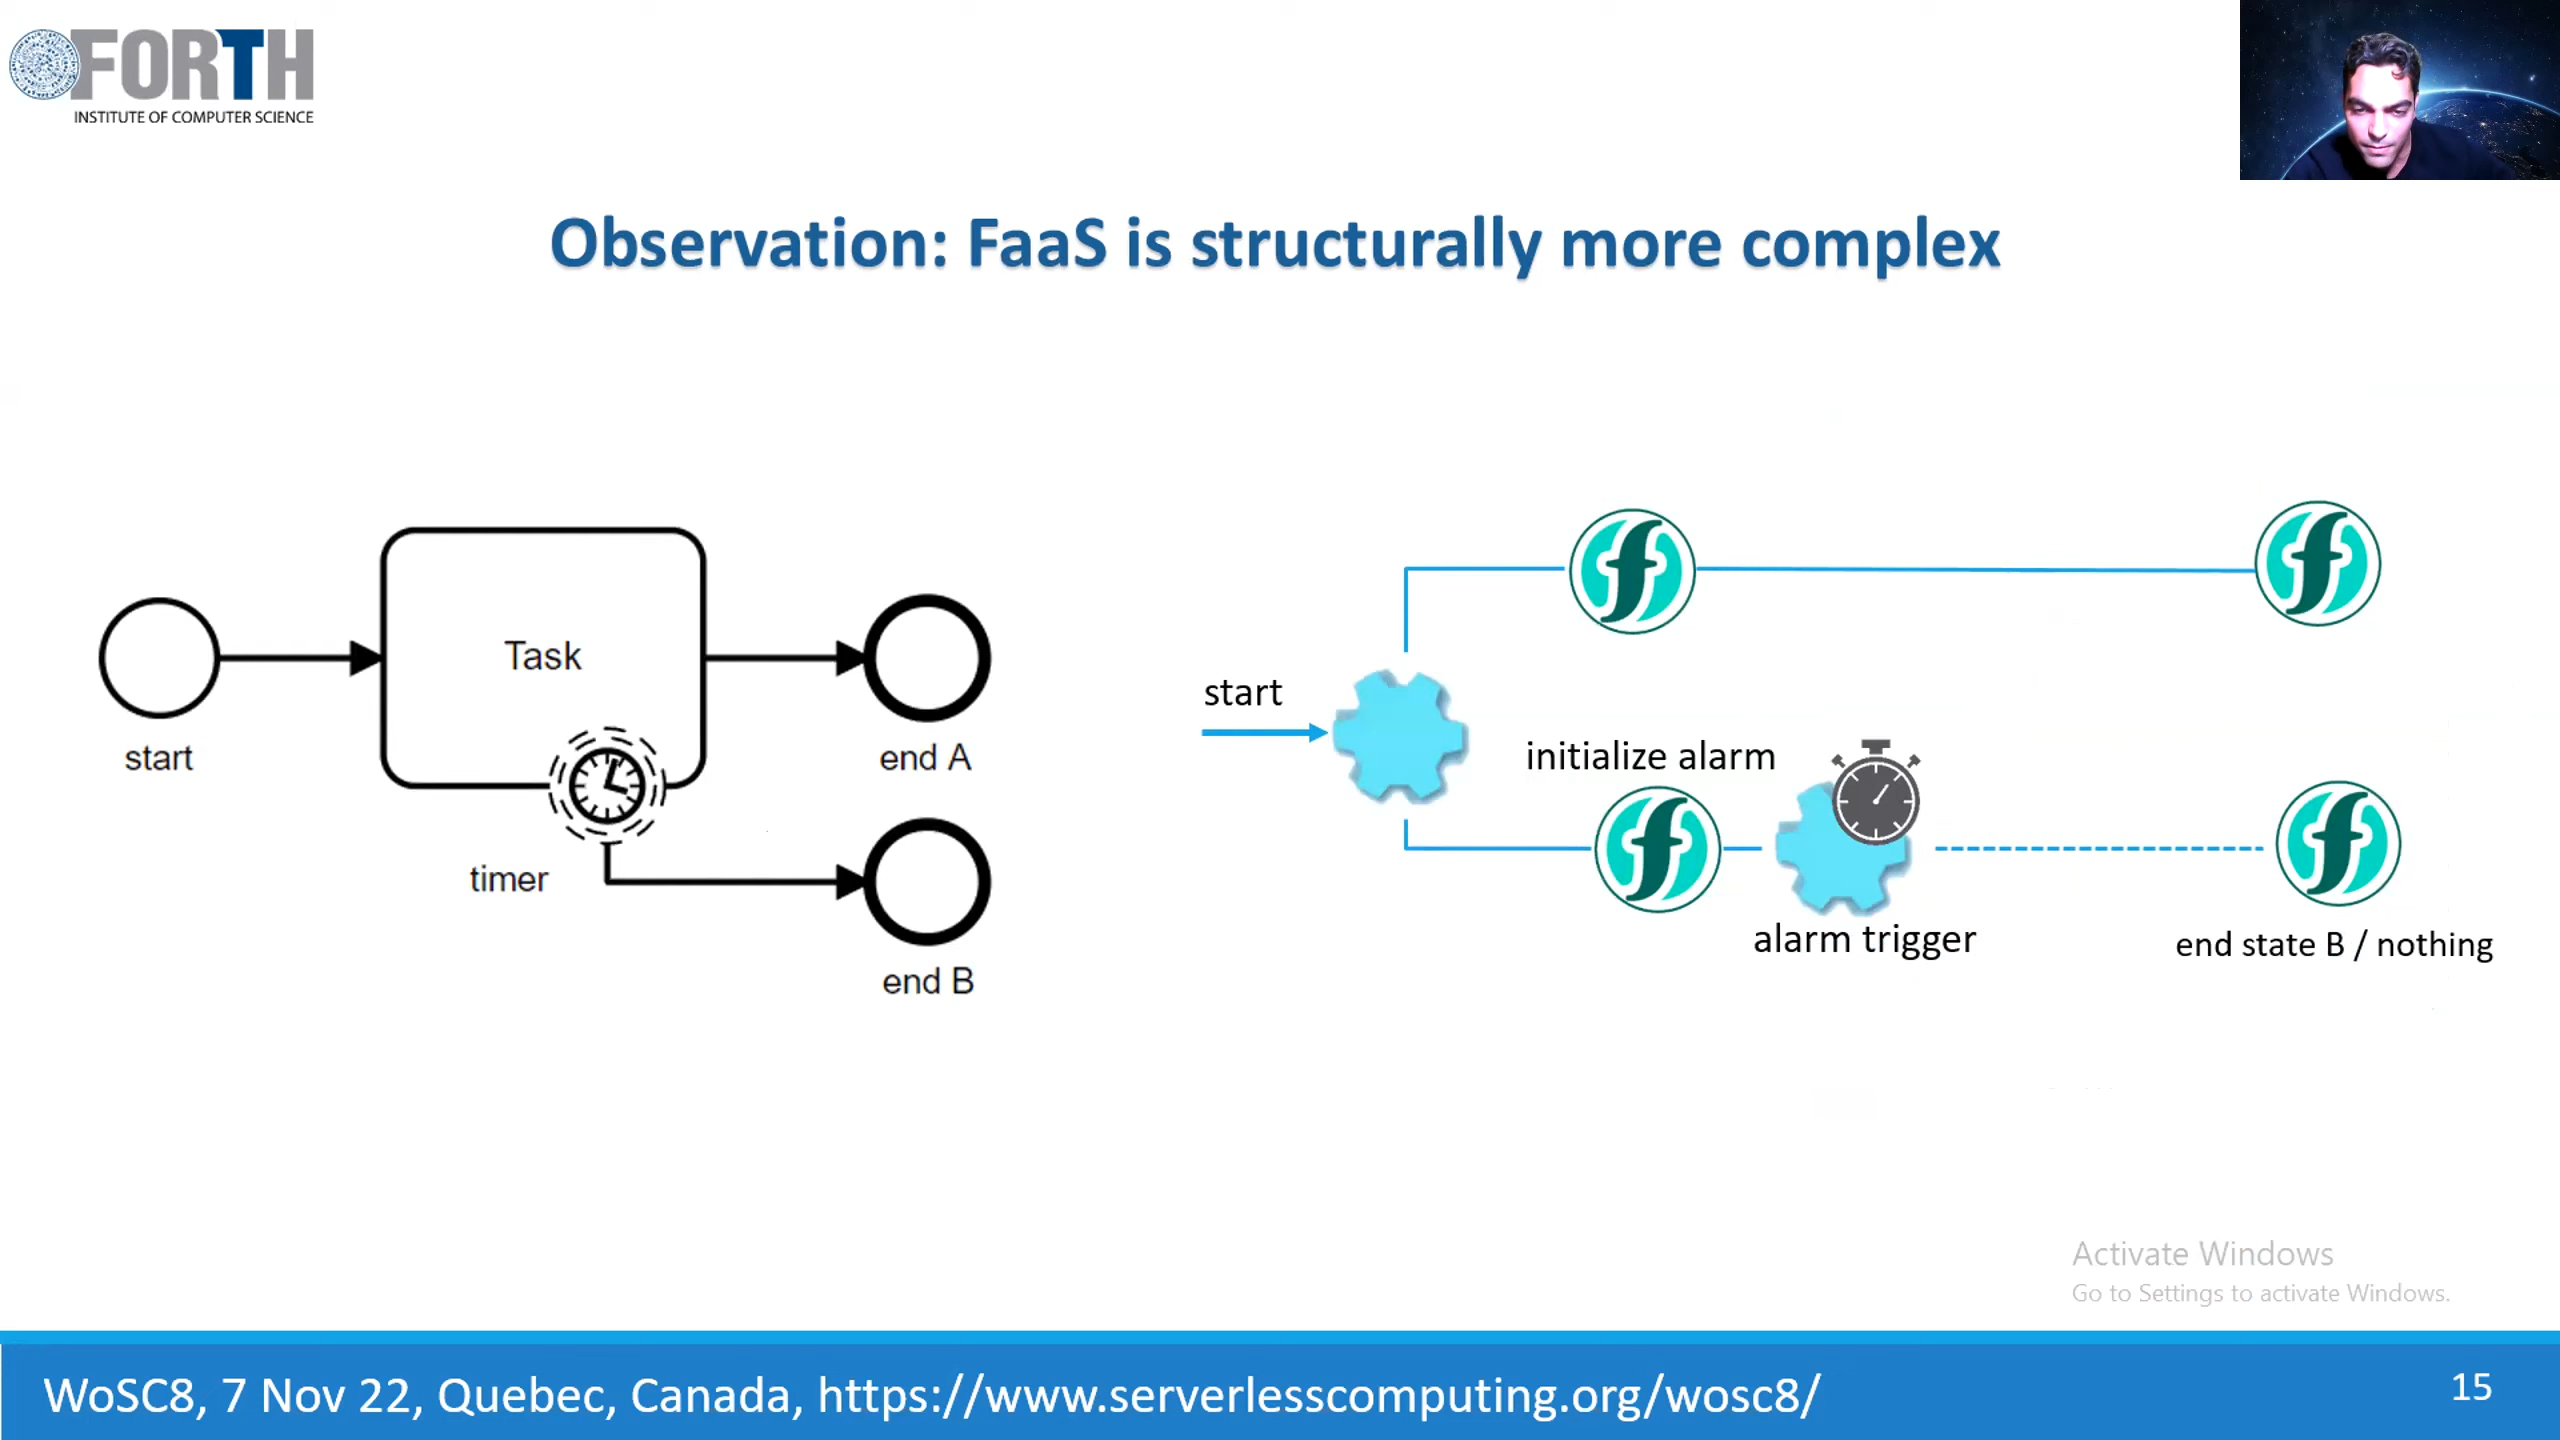 FORTH
INSTITUTE OF COMPUTER SCIENCE
Observation: FaaS is structurally more complex
Task
start
end A
timer
end B
start
initialize alarm
alarm trigger
end state B / nothing
Activate Windows
Go to Settings to activate Windows.
WoSC8, 7 Nov 22, Quebec, Canada, https://www.serverlesscomputing.org/wosc8/
15